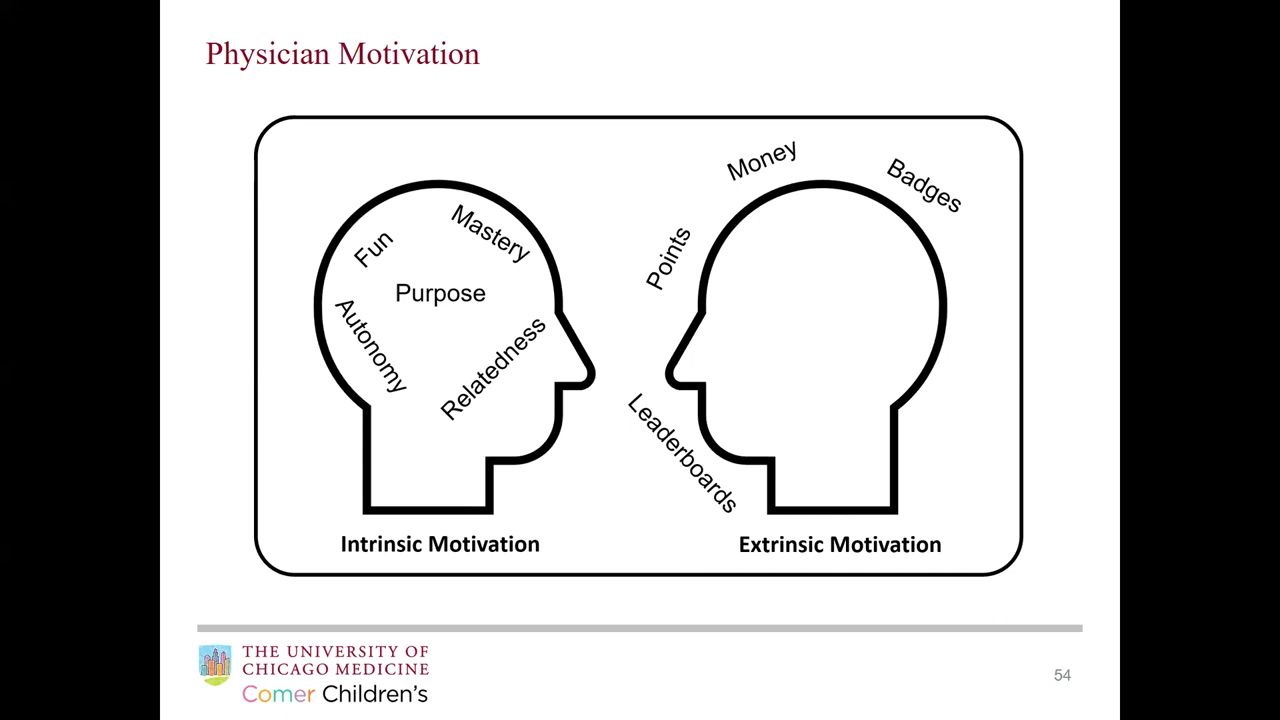 Physician Motivation
Money
Badges
Mastery
Fun
Points
Purpose
Autonomy
Relatedness
Leaderboards
Intrinsic Motivation
Extrinsic Motivation
THE UNIVERSITY OF
CHICAGO MEDICINE
Comer Children's
54